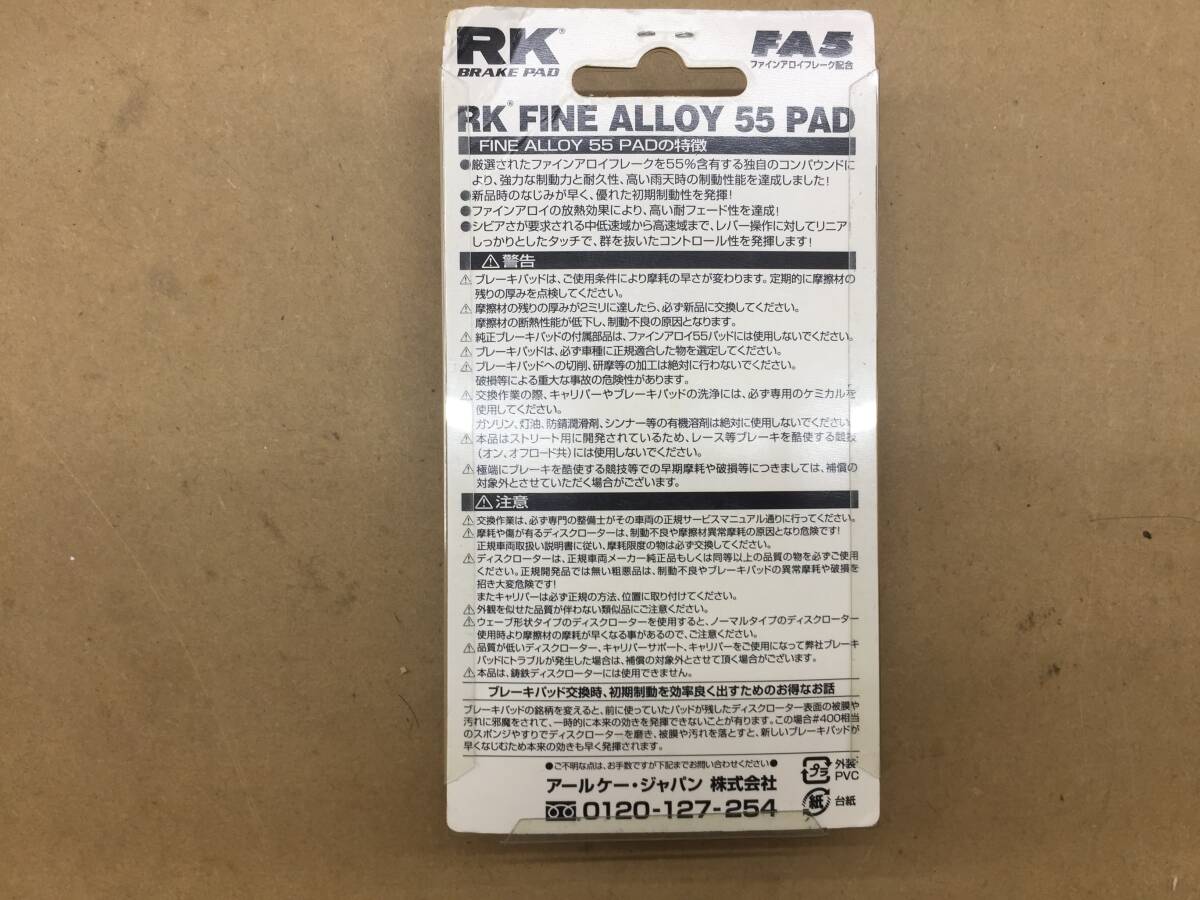 RK®
BRAKE PAD
FA5
ファインアロイフレーク配合
RK® FINE ALLOY 55 PAD
FINE ALLOY 55 PADの特徴
●厳選されたファインアロイフレークを55%含有する独自のコンパウンドに
より、強力な制動力と耐久性、高い雨天時の制動性能を達成しました!
●新品時のなじみが早く、優れた初期制動性を発揮!
●ファインアロイの放熱効果により、高い耐フェード性を達成!
●シビアさが要求される中低速域から高速域まで、レバー操作に対してリニア!
しっかりとしたタッチで、群を抜いたコントロール性を発揮します!
⚠警告
⚠ブレーキパッドは、ご使用条件により摩耗の早さが変わります。定期的に摩擦材の
残りの厚みを点検してください。
⚠摩擦材の残りの厚みが2ミリに達したら、必ず新品に交換してください。
摩擦材の断熱性能が低下し、制動不良の原因となります。
⚠純正ブレーキパッドの付属部品は、ファインアロイ55パッドには使用しないでください。
⚠ブレーキパッドは、必ず車種に正規適合した物を選定してください。
⚠ブレーキパッドへの切削、研摩等の加工は絶対に行わないでください。
破損等による重大な事故の危険性があります。
⚠交換作業の際、キャリパーやブレーキパッドの洗浄には、必ず専用のケミカルを
使用してください。
ガソリン、灯油、防錆潤滑剤、シンナー等の有機溶剤は絶対に使用しないでください。
⚠本品はストリート用に開発されているため、レース等ブレーキを酷使する競技
(オン、オフロード共)には使用しないでください。
⚠極端にブレーキを酷使する競技等での早期摩耗や破損等につきましては、補償の
対象外とさせていただく場合がございます。
⚠注意
⚠交換作業は、必ず専門の整備士がその車両の正規サービスマニュアル通りに行ってください。
⚠摩耗や傷が有るディスクローターは、制動不良や摩擦材異常摩耗の原因となり危険です!
正規車両取扱い説明書に従い、摩耗限度の物は必ず交換してください。
⚠ディスクローターは、正規車両メーカー純正品もしくは同等以上の品質の物を必ずご使用
ください。正規開発品では無い粗悪品は、制動不良やブレーキパッドの異常摩耗や破損を
招き大変危険です!
またキャリパーは必ず正規の方法、位置に取り付けてください。
⚠外観を似せた品質が伴わない類似品にご注意ください。
⚠ウェーブ形状タイプのディスクローターを使用すると、ノーマルタイプのディスクローター
使用時より摩擦材の摩耗が早くなる事があるので、ご注意ください。
⚠品質が低いディスクローター、キャリパーサポート、キャリパーをご使用になって弊社ブレーキ
パッドにトラブルが発生した場合は、補償の対象外とさせて頂く場合がございます。
⚠本品は、鋳鉄ディスクローターには使用できません。
ブレーキパッド交換時、初期制動を効率良く出すためのお得なお話
ブレーキパッドの銘柄を変えると、前に使っていたパッドが残したディスクローター表面の被膜や
汚れに邪魔をされて、一時的に本来の効きを発揮できないことが有ります。この場合#400相当
のスポンジやすりでディスクローターを磨き、被膜や汚れを落とすと、新しいブレーキパッドが
早くなじむため本来の効きも早く発揮されます。
●ご不明な点は、お手数ですが下記までお問い合わせください●
アールケー・ジャパン 株式会社
0120-127-254
プラ
外装
PVC
紙
台紙